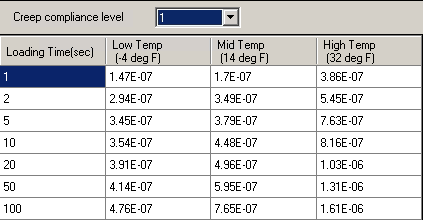 Creep compliance level 1
Loading Time(sec) Low Temp (-4 deg F) Mid Temp (14 deg F) High Temp (32 deg F)
1 1.47E-07 1.7E-07 3.86E-07
2 2.94E-07 3.49E-07 5.45E-07
5 3.45E-07 3.79E-07 7.63E-07
10 3.54E-07 4.48E-07 8.16E-07
20 3.91E-07 4.96E-07 1.03E-06
50 4.14E-07 5.95E-07 1.31E-06
100 4.76E-07 7.65E-07 1.61E-06